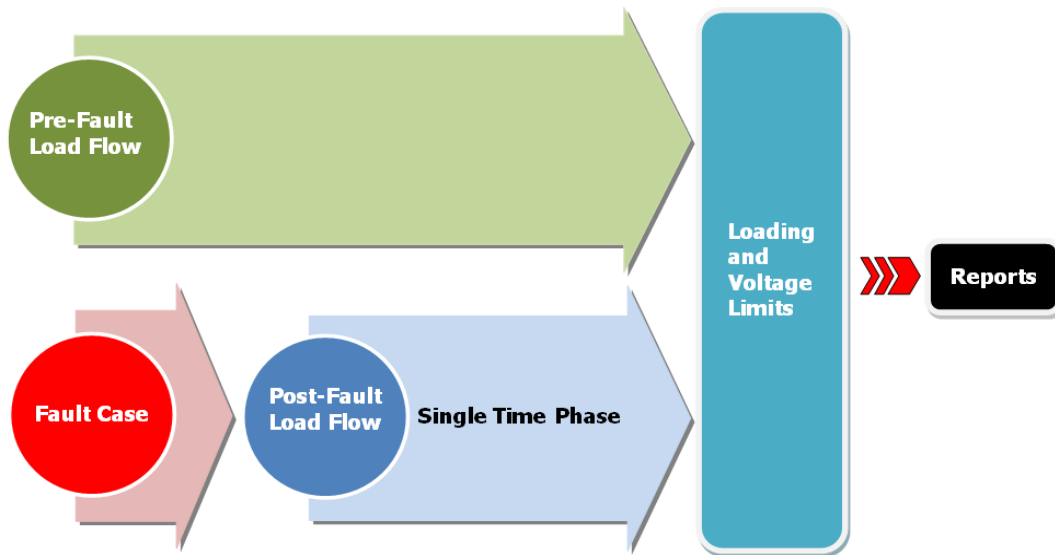 Pre-Fault
Load Flow
Loading
and
Voltage
Limits
Reports
Fault Case
Post-Fault
Load Flow
Single Time Phase